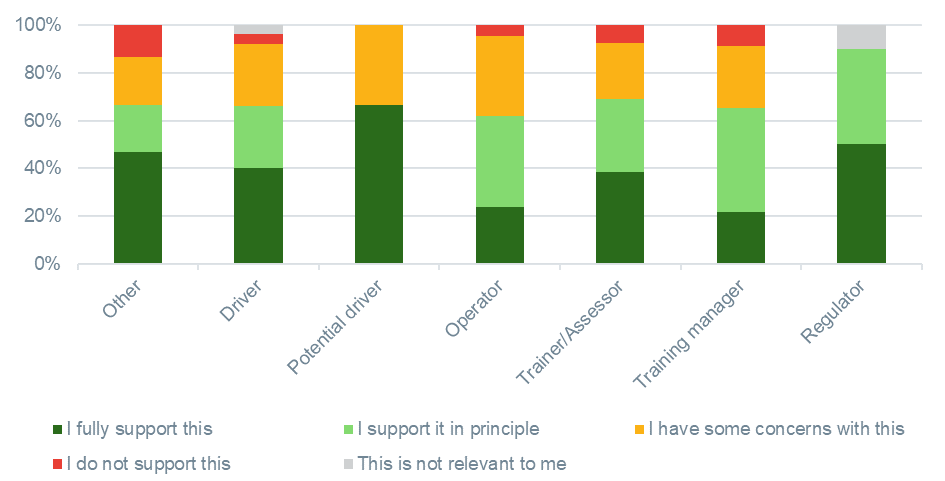 100%
80%
60%
40%
20%
0%
Other
Driver
Potential driver
Operator
Trainer/Assessor
Training manager
Regulator
I fully support this
I support it in principle
I have some concerns with this
I do not support this
This is not relevant to me